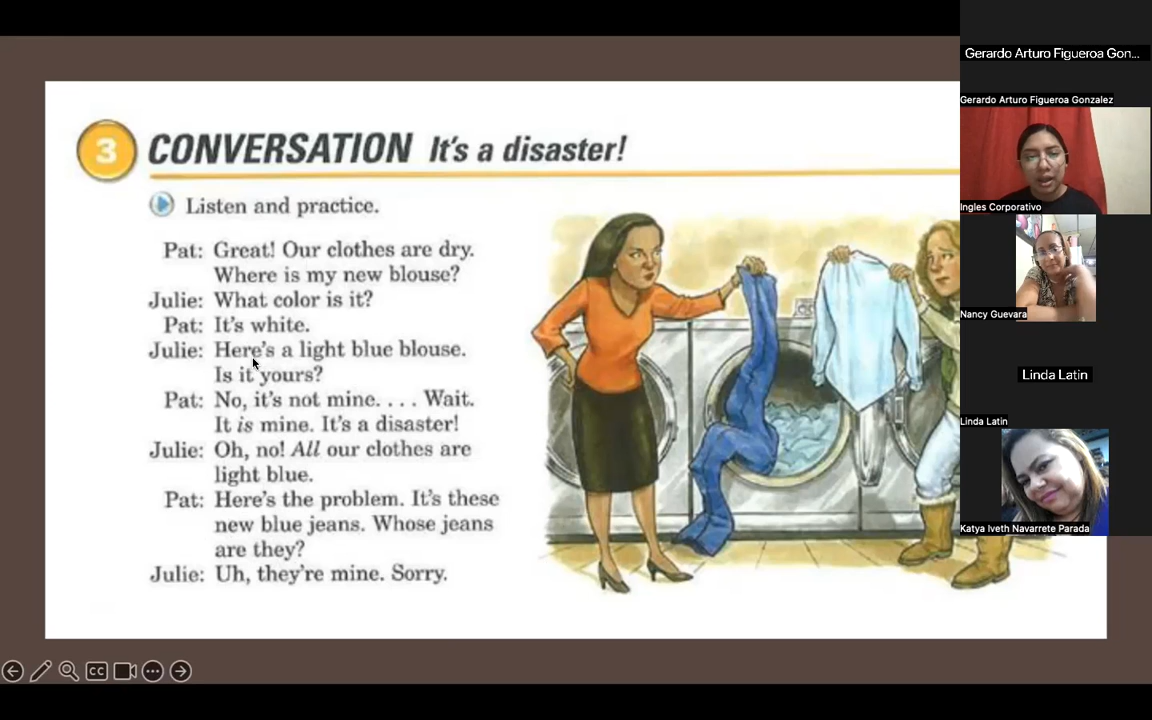 3 CONVERSATION It's a disaster!
Listen and practice.
Pat: Great! Our clothes are dry.
Where is my new blouse?
Julie: What color is it?
Pat: It's white.
Julie: Here's a light blue blouse.
Is it yours?
Pat: No, it's not mine. . . . Wait.
It is mine. It's a disaster!
Julie: Oh, no! All our clothes are
light blue.
Pat: Here's the problem. It's these
new blue jeans. Whose jeans
are they?
Julie: Uh, they're mine. Sorry.
CC
Gerardo Arturo Figueroa Gon...
Gerardo Arturo Figueroa Gonzalez
Ingles Corporativo
Nancy Guevara
Linda Latin
Linda Latin
Katya Iveth Navarrete Parada